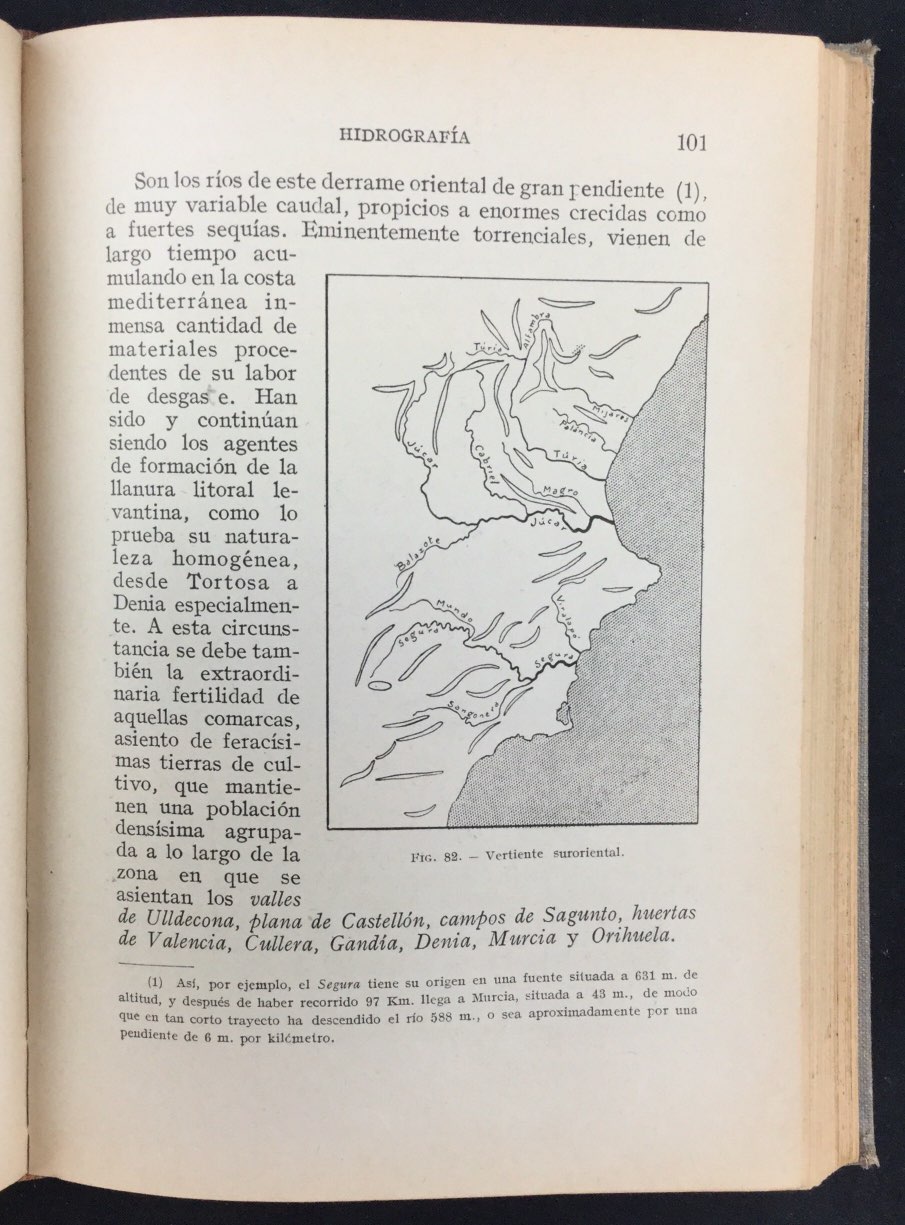 HIDROGRAFÍA
101
Son los ríos de este derrame oriental de gran pendiente (1),
de muy variable caudal, propicios a enormes crecidas como
a fuertes sequías. Eminentemente torrenciales, vienen de
largo tiempo acu-
mulando en la costa
mediterránea in-
mensa cantidad de
materiales proce-
dentes de su labor
de desgas e. Han
sido y continúan
siendo los agentes
de formación de la
llanura litoral le-
vantina, como lo
prueba su natura-
leza homogénea,
desde Tortosa a
Denia especialmen-
te. A esta circuns-
tancia se debe tam-
bién la extraordi-
naria fertilidad de
aquellas comarcas,
asiento de feracísi-
mas tierras de cul-
tivo, que mantie-
nen una población
densísima agrupa-
da a lo largo de la
zona en que se
asientan los valles
de Ulldecona, plana de Castellón, campos de Sagunto, huertas
de Valencia, Cullera, Gandía, Denia, Murcia y Orihuela.
Alfambra
Túria
Mijares
Palancia
Júcar
Cabriel
Túria
Magro
Júcar
Balazote
Mundo
Segura
Vinalopó
Segura
Sangonera
FIG. 82. — Vertiente suroriental.
(1) Así, por ejemplo, el Segura tiene su origen en una fuente situada a 631 m. de
altitud, y después de haber recorrido 97 Km. llega a Murcia, situada a 43 m., de modo
que en tan corto trayecto ha descendido el río 588 m., o sea aproximadamente por una
pendiente de 6 m. por kilómetro.